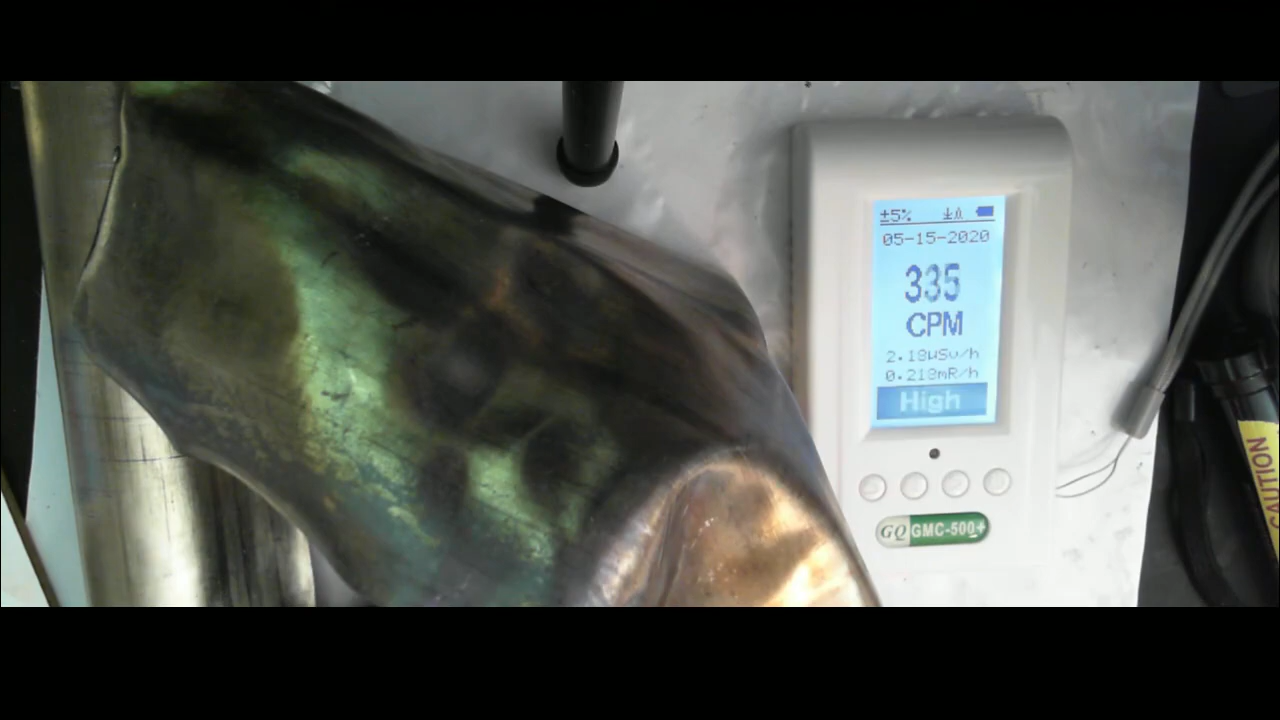 ±5%
05-15-2020
335
CPM
2.18µSv/h
0.218mR/h
High
GQ GMC-500+
CAUTION